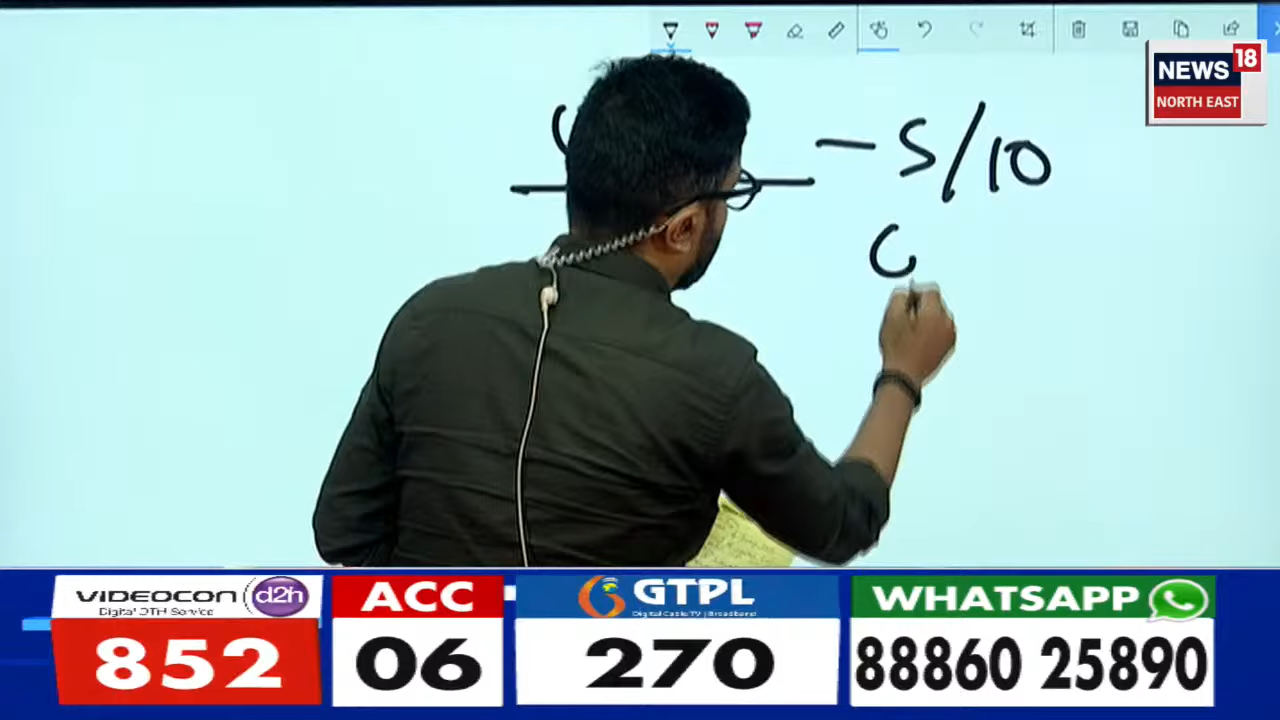 NEWS 18
NORTH EAST
- 5/10
C
VIDEOCON d2h
Digital DTH Service
852
ACC
06
GTPL
Digital Cable TV | Broadband
270
WHATSAPP
88860 25890